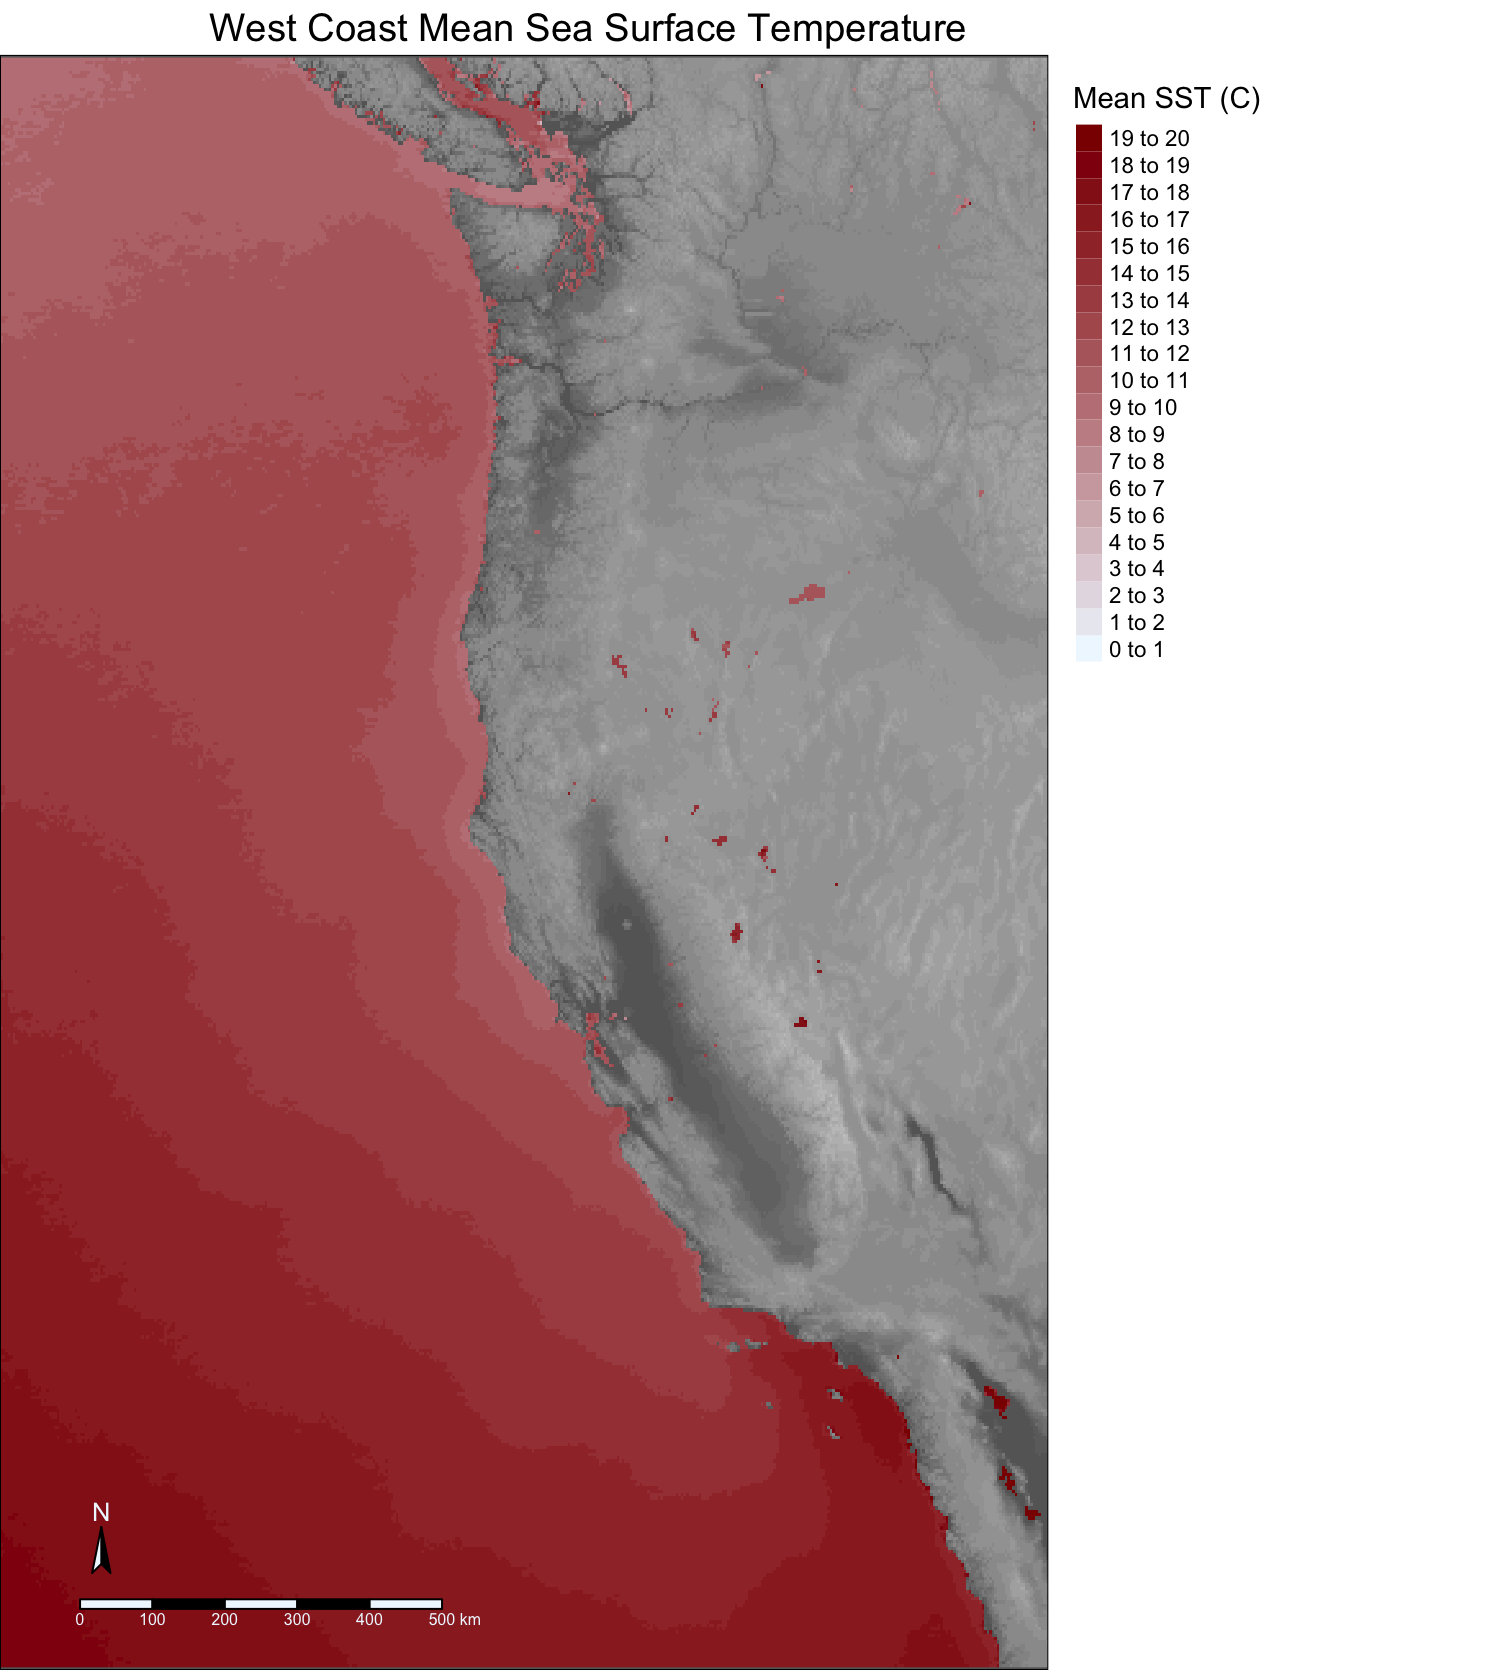 West Coast Mean Sea Surface Temperature
Mean SST (C)
19 to 20
18 to 19
17 to 18
16 to 17
15 to 16
14 to 15
13 to 14
12 to 13
11 to 12
10 to 11
9 to 10
8 to 9
7 to 8
6 to 7
5 to 6
4 to 5
3 to 4
2 to 3
1 to 2
0 to 1
N
0 100 200 300 400 500 km